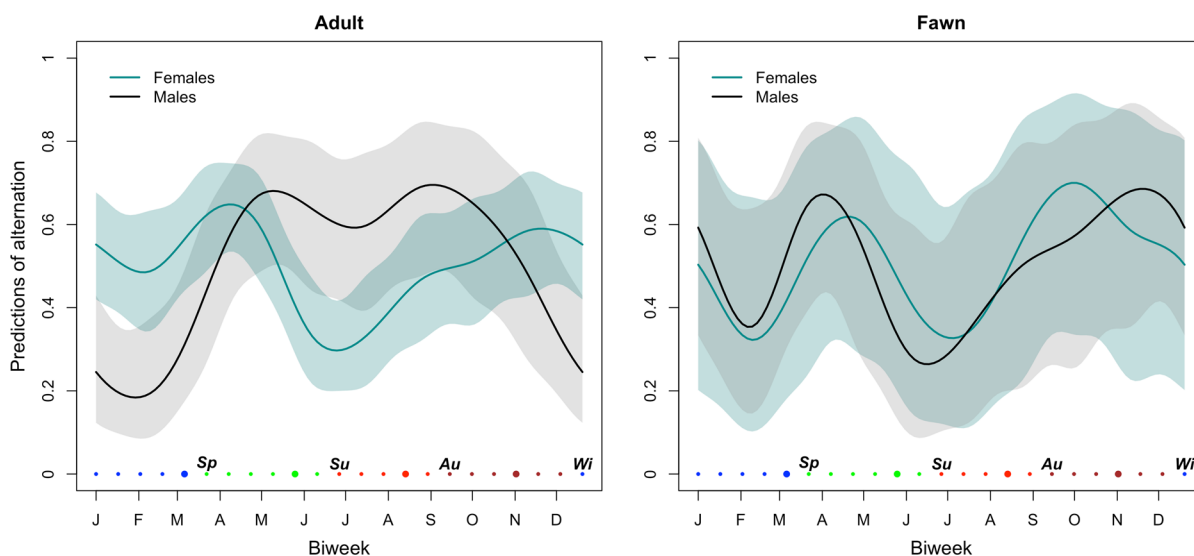 Adult
Females
Males
Predictions of alternation
0
0.2
0.4
0.6
0.8
1
Sp Su Au Wi
J F M A M J J A S O N D
Biweek
Fawn
Females
Males
0
0.2
0.4
0.6
0.8
1
Sp Su Au Wi
J F M A M J J A S O N D
Biweek